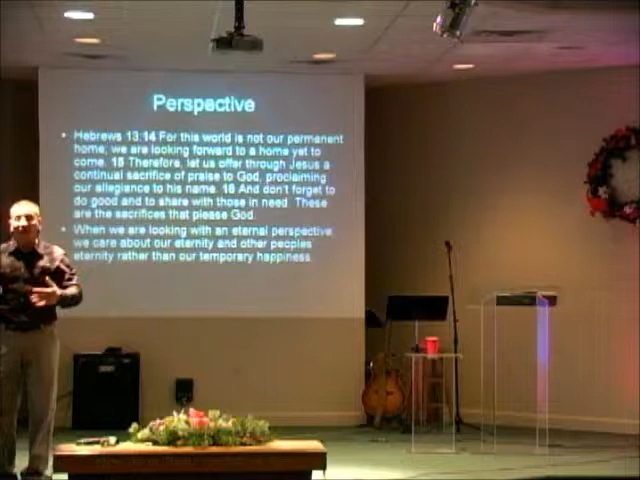 Perspective
• Hebrews 13:14 For this world is not our permanent
home; we are looking forward to a home yet to
come. 15 Therefore, let us offer through Jesus a
continual sacrifice of praise to God, proclaiming
our allegiance to his name. 16 And don't forget to
do good and to share with those in need. These
are the sacrifices that please God.
• When we are looking with an eternal perspective,
we care about our eternity and other peoples
eternity rather than our temporary happiness.